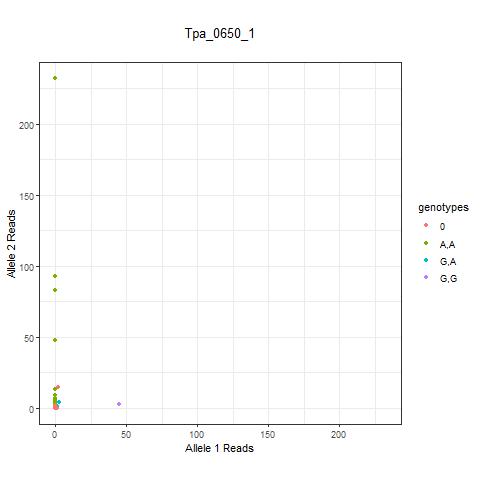 Tpa_0650_1
Allele 2 Reads
200
150
100
50
0
0 50 100 150 200
Allele 1 Reads
genotypes
0
A,A
G,A
G,G